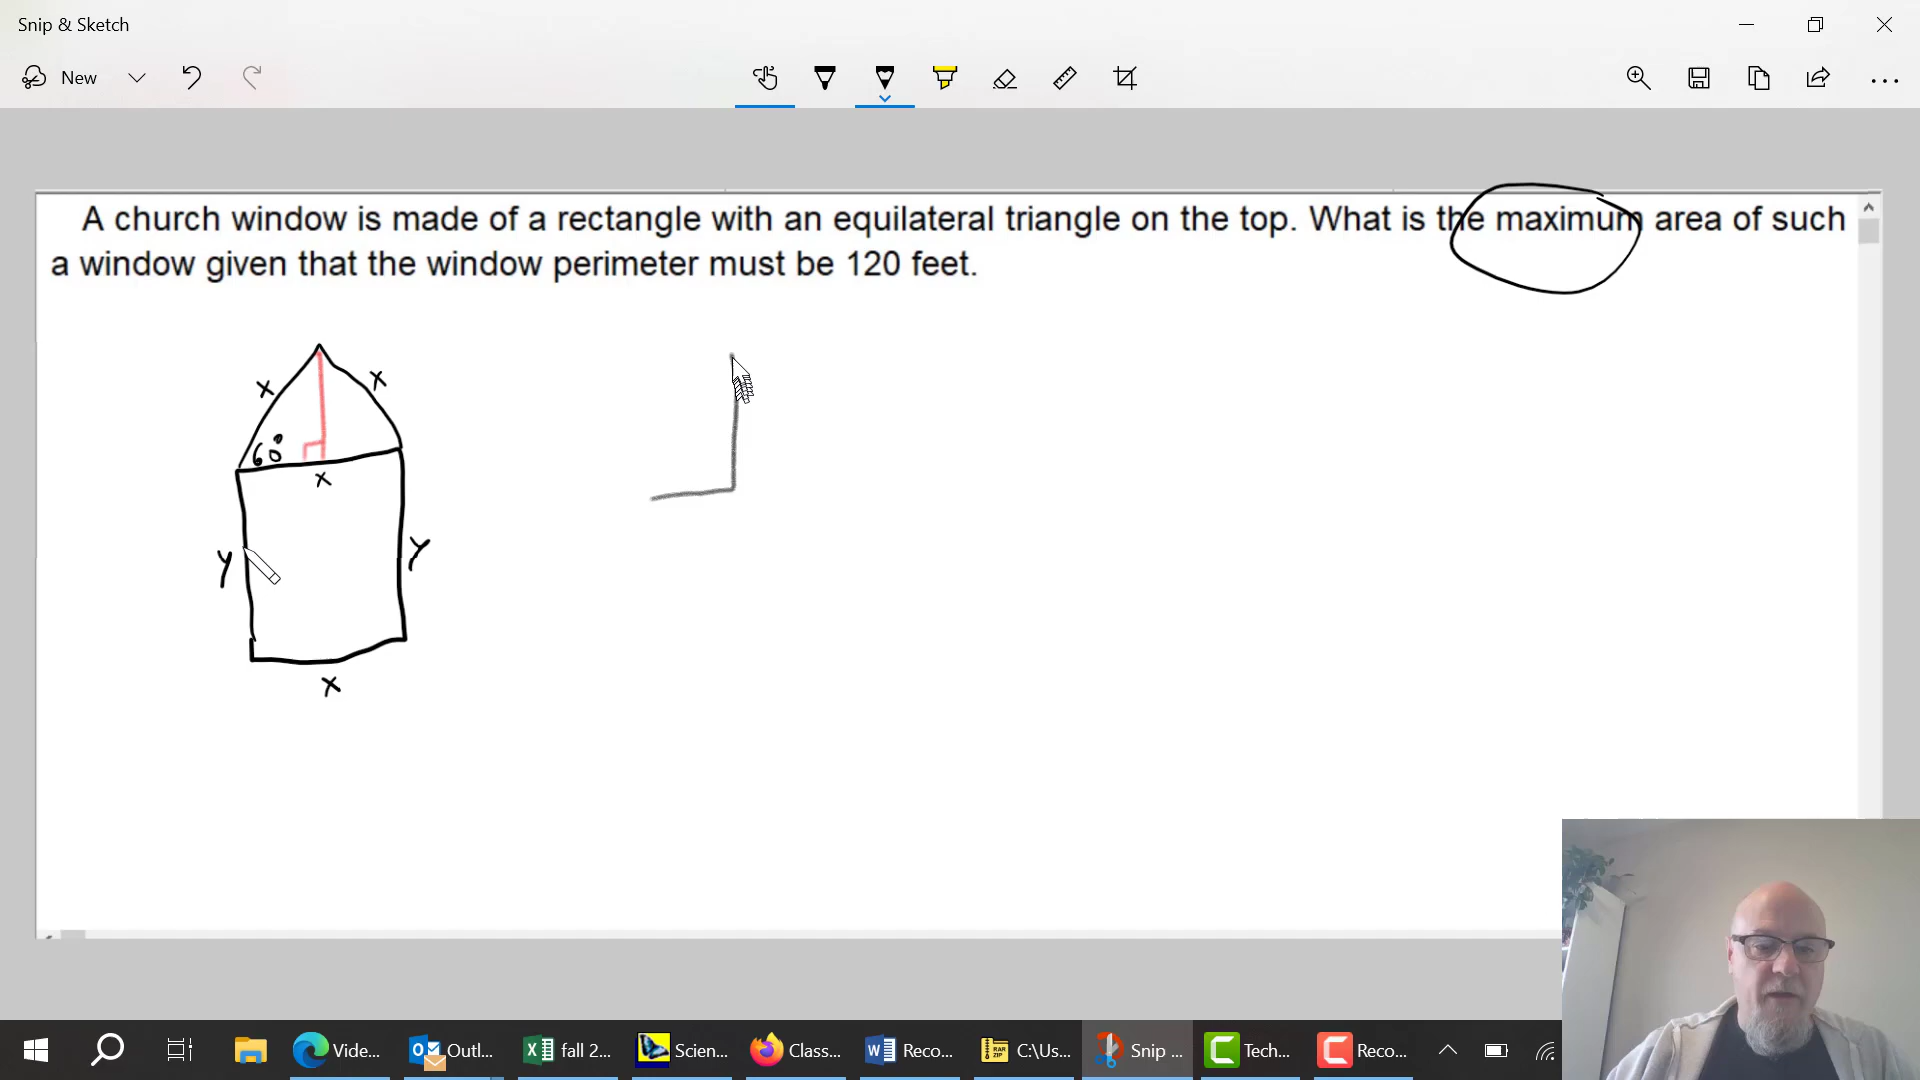 Snip & Sketch
New
A church window is made of a rectangle with an equilateral triangle on the top. What is the maximum area of such
a window given that the window perimeter must be 120 feet.
x
x
60°
x
y
y
x
Vide...
Outl...
fall 2...
Scien...
Class...
Reco...
C:\Us...
Snip ...
Tech...
Reco...